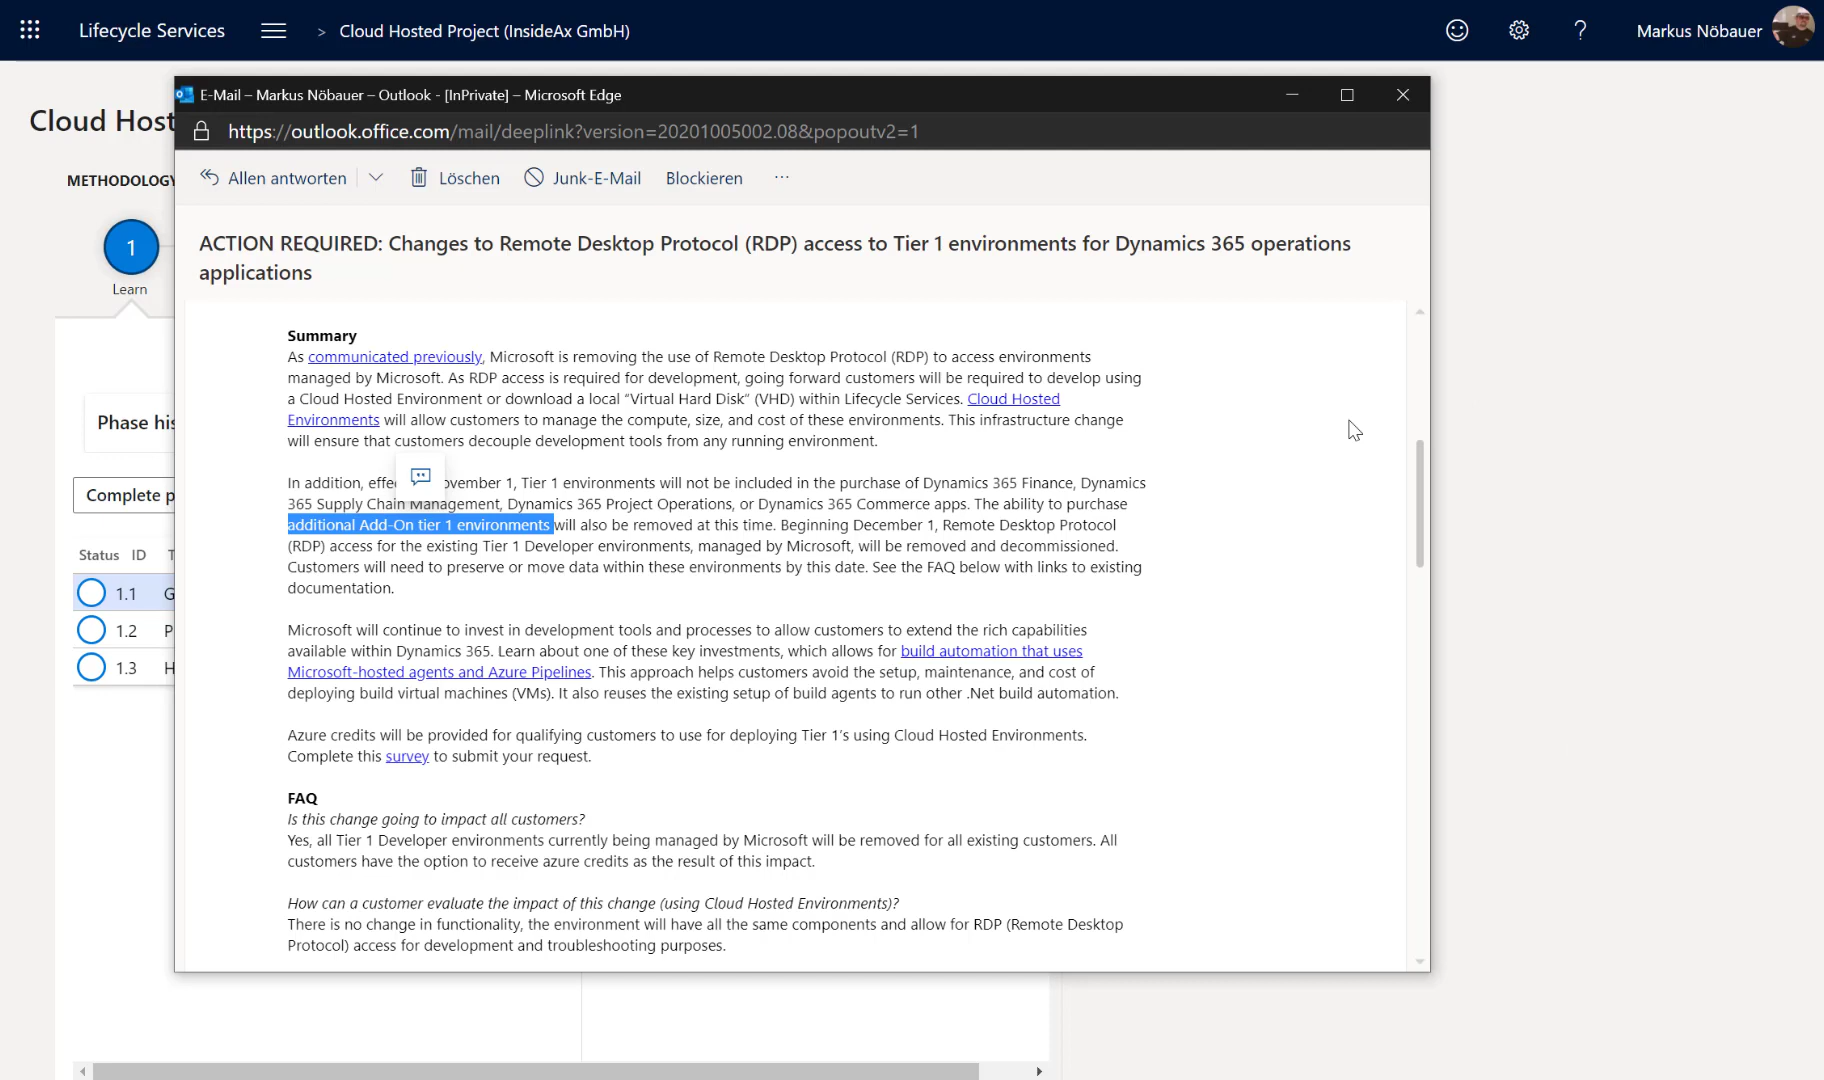 Lifecycle Services > Cloud Hosted Project (InsideAx GmbH) ? Markus Nöbauer
E-Mail – Markus Nöbauer – Outlook - [InPrivate] – Microsoft Edge
Cloud Host
https://outlook.office.com/mail/deeplink?version=20201005002.08&popoutv2=1
METHODOLOGY
Allen antworten Löschen Junk-E-Mail Blockieren ...
1
Learn
ACTION REQUIRED: Changes to Remote Desktop Protocol (RDP) access to Tier 1 environments for Dynamics 365 operations
applications
Phase his
Complete p
Status ID T
1.1 G
1.2 P
1.3 H
Summary
As communicated previously, Microsoft is removing the use of Remote Desktop Protocol (RDP) to access environments
managed by Microsoft. As RDP access is required for development, going forward customers will be required to develop using
a Cloud Hosted Environment or download a local “Virtual Hard Disk” (VHD) within Lifecycle Services. Cloud Hosted
Environments will allow customers to manage the compute, size, and cost of these environments. This infrastructure change
will ensure that customers decouple development tools from any running environment.
In addition, effe ovember 1, Tier 1 environments will not be included in the purchase of Dynamics 365 Finance, Dynamics
365 Supply Chain Management, Dynamics 365 Project Operations, or Dynamics 365 Commerce apps. The ability to purchase
additional Add-On tier 1 environments will also be removed at this time. Beginning December 1, Remote Desktop Protocol
(RDP) access for the existing Tier 1 Developer environments, managed by Microsoft, will be removed and decommissioned.
Customers will need to preserve or move data within these environments by this date. See the FAQ below with links to existing
documentation.
Microsoft will continue to invest in development tools and processes to allow customers to extend the rich capabilities
available within Dynamics 365. Learn about one of these key investments, which allows for build automation that uses
Microsoft-hosted agents and Azure Pipelines. This approach helps customers avoid the setup, maintenance, and cost of
deploying build virtual machines (VMs). It also reuses the existing setup of build agents to run other .Net build automation.
Azure credits will be provided for qualifying customers to use for deploying Tier 1’s using Cloud Hosted Environments.
Complete this survey to submit your request.
FAQ
Is this change going to impact all customers?
Yes, all Tier 1 Developer environments currently being managed by Microsoft will be removed for all existing customers. All
customers have the option to receive azure credits as the result of this impact.
How can a customer evaluate the impact of this change (using Cloud Hosted Environments)?
There is no change in functionality, the environment will have all the same components and allow for RDP (Remote Desktop
Protocol) access for development and troubleshooting purposes.